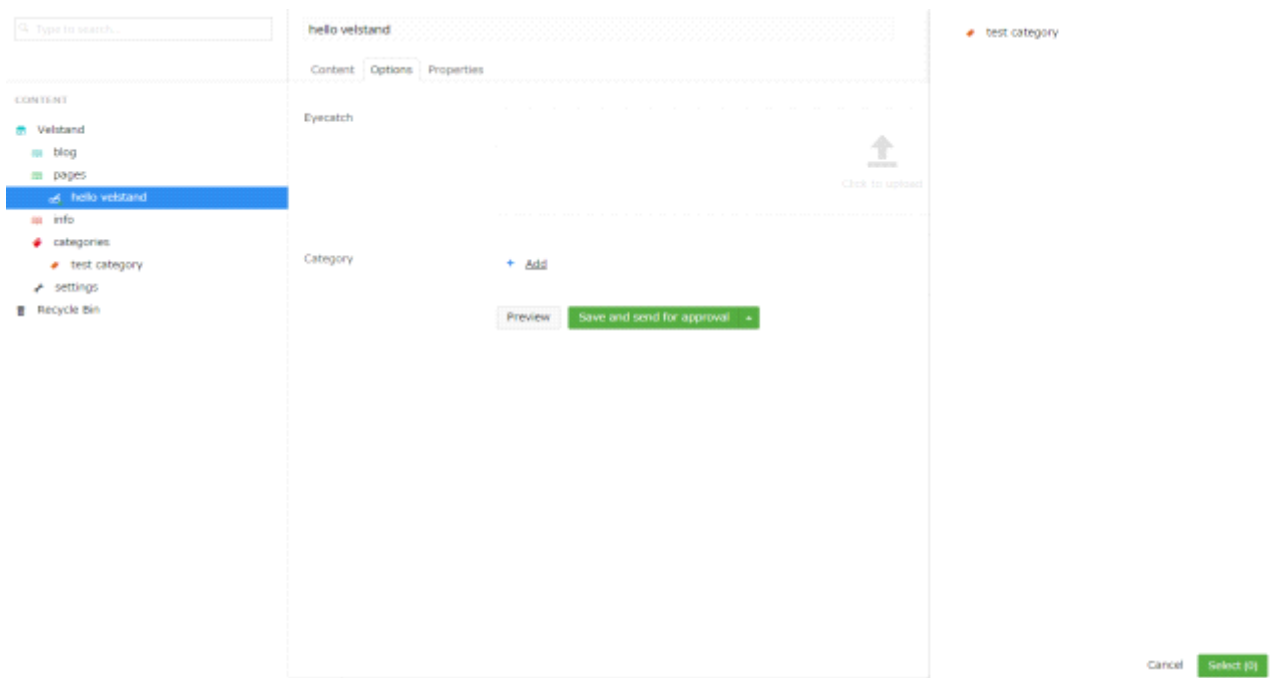 Type to search...
CONTENT
Velstand
blog
pages
hello velstand
info
categories
test category
settings
Recycle Bin
hello velstand
Content Options Properties
Eyecatch
Click to upload
Category
+ Add
Preview Save and send for approval
test category
Cancel Select (0)